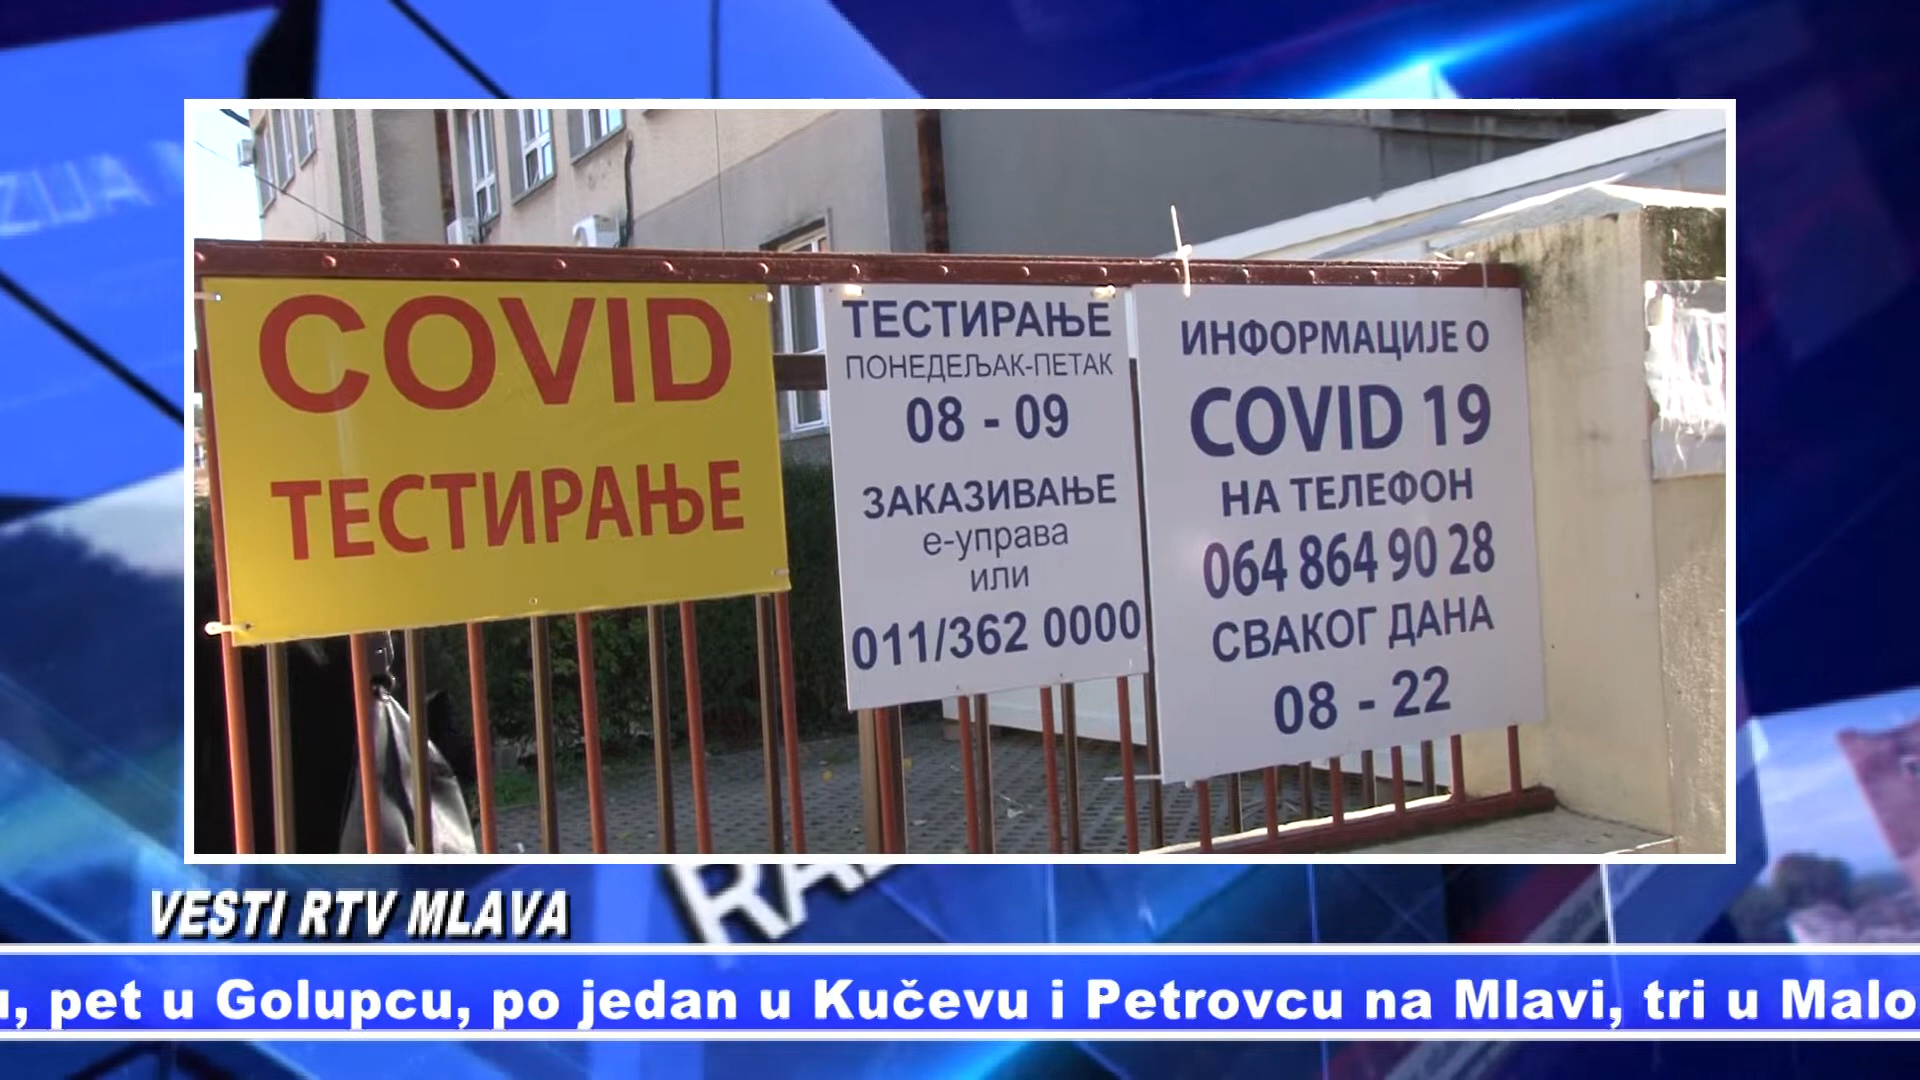 ZIJA
COVID
ТЕСТИРАЊЕ
ТЕСТИРАЊЕ
ПОНЕДЕЉАК-ПЕТАК
08 - 09
ЗАКАЗИВАЊЕ
е-управа
или
011/362 0000
ИНФОРМАЦИЈЕ О
COVID 19
НА ТЕЛЕФОН
064 864 90 28
СВАКОГ ДАНА
08 - 22
VESTI RTV MLAVA
, pet u Golupcu, po jedan u Kučevu i Petrovcu na Mlavi, tri u Malo